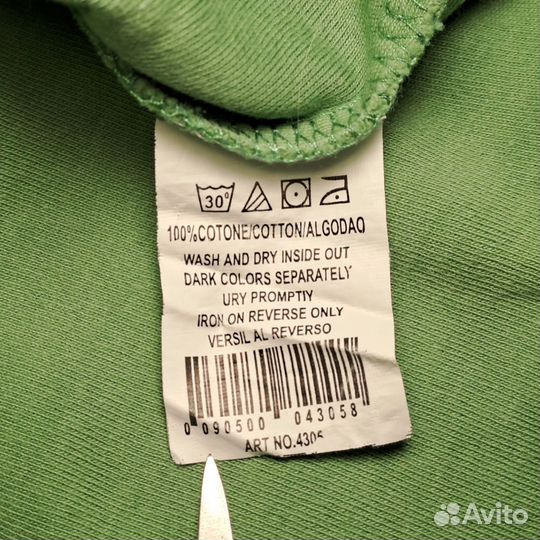 30°
100%COTONE/COTTON/ALGODAO
WASH AND DRY INSIDE OUT
DARK COLORS SEPARATELY
URY PROMPTIY
IRON ON REVERSE ONLY
VERSIL AL REVERSO
0 090500 043058
ART NO.4305
Avito